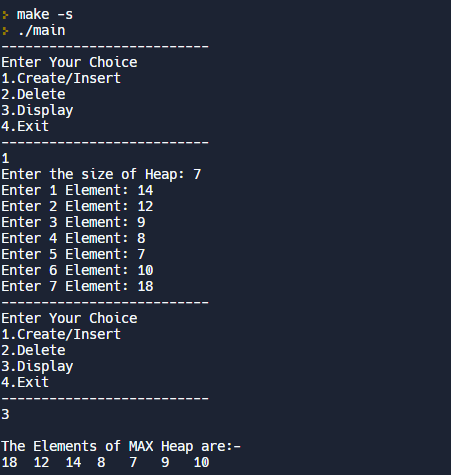 > make -s
> ./main
--------------------------
Enter Your Choice
1.Create/Insert
2.Delete
3.Display
4.Exit
--------------------------
1
Enter the size of Heap: 7
Enter 1 Element: 14
Enter 2 Element: 12
Enter 3 Element: 9
Enter 4 Element: 8
Enter 5 Element: 7
Enter 6 Element: 10
Enter 7 Element: 18
--------------------------
Enter Your Choice
1.Create/Insert
2.Delete
3.Display
4.Exit
--------------------------
3
The Elements of MAX Heap are:-
18  12  14  8   7   9   10